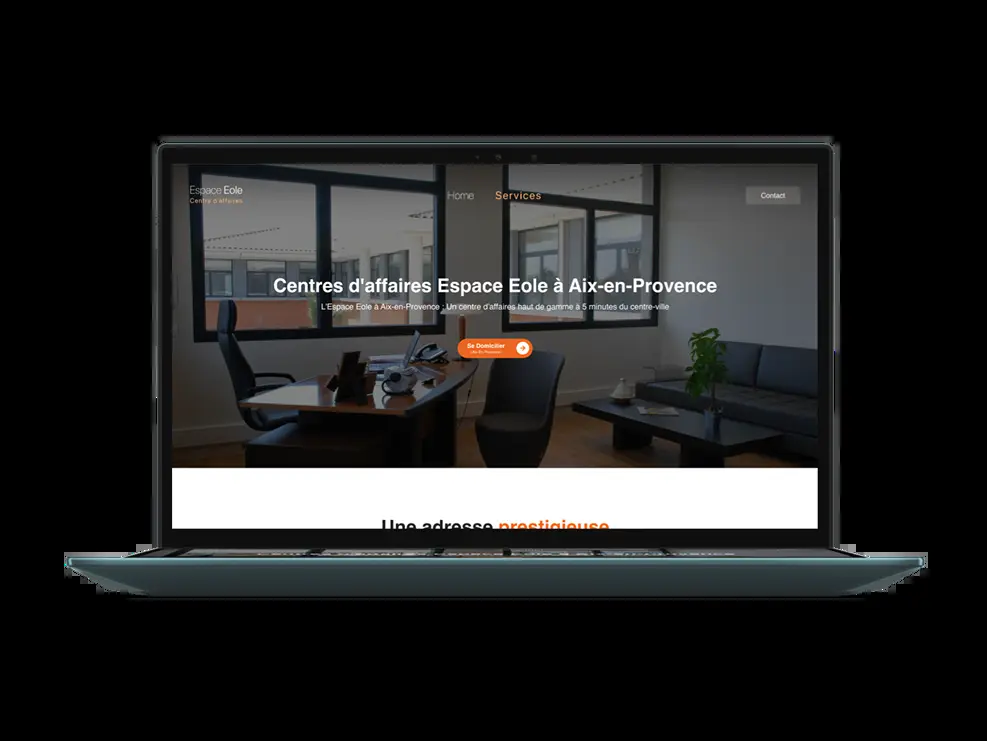 Espace Eole
Centre d'affaires
Home
Services
Contact
Centres d'affaires Espace Eole à Aix-en-Provence
L'Espace Eole à Aix-en-Provence : Un centre d'affaires haut de gamme à 5 minutes du centre-ville
Se Domicilier
Une adresse prestigieuse